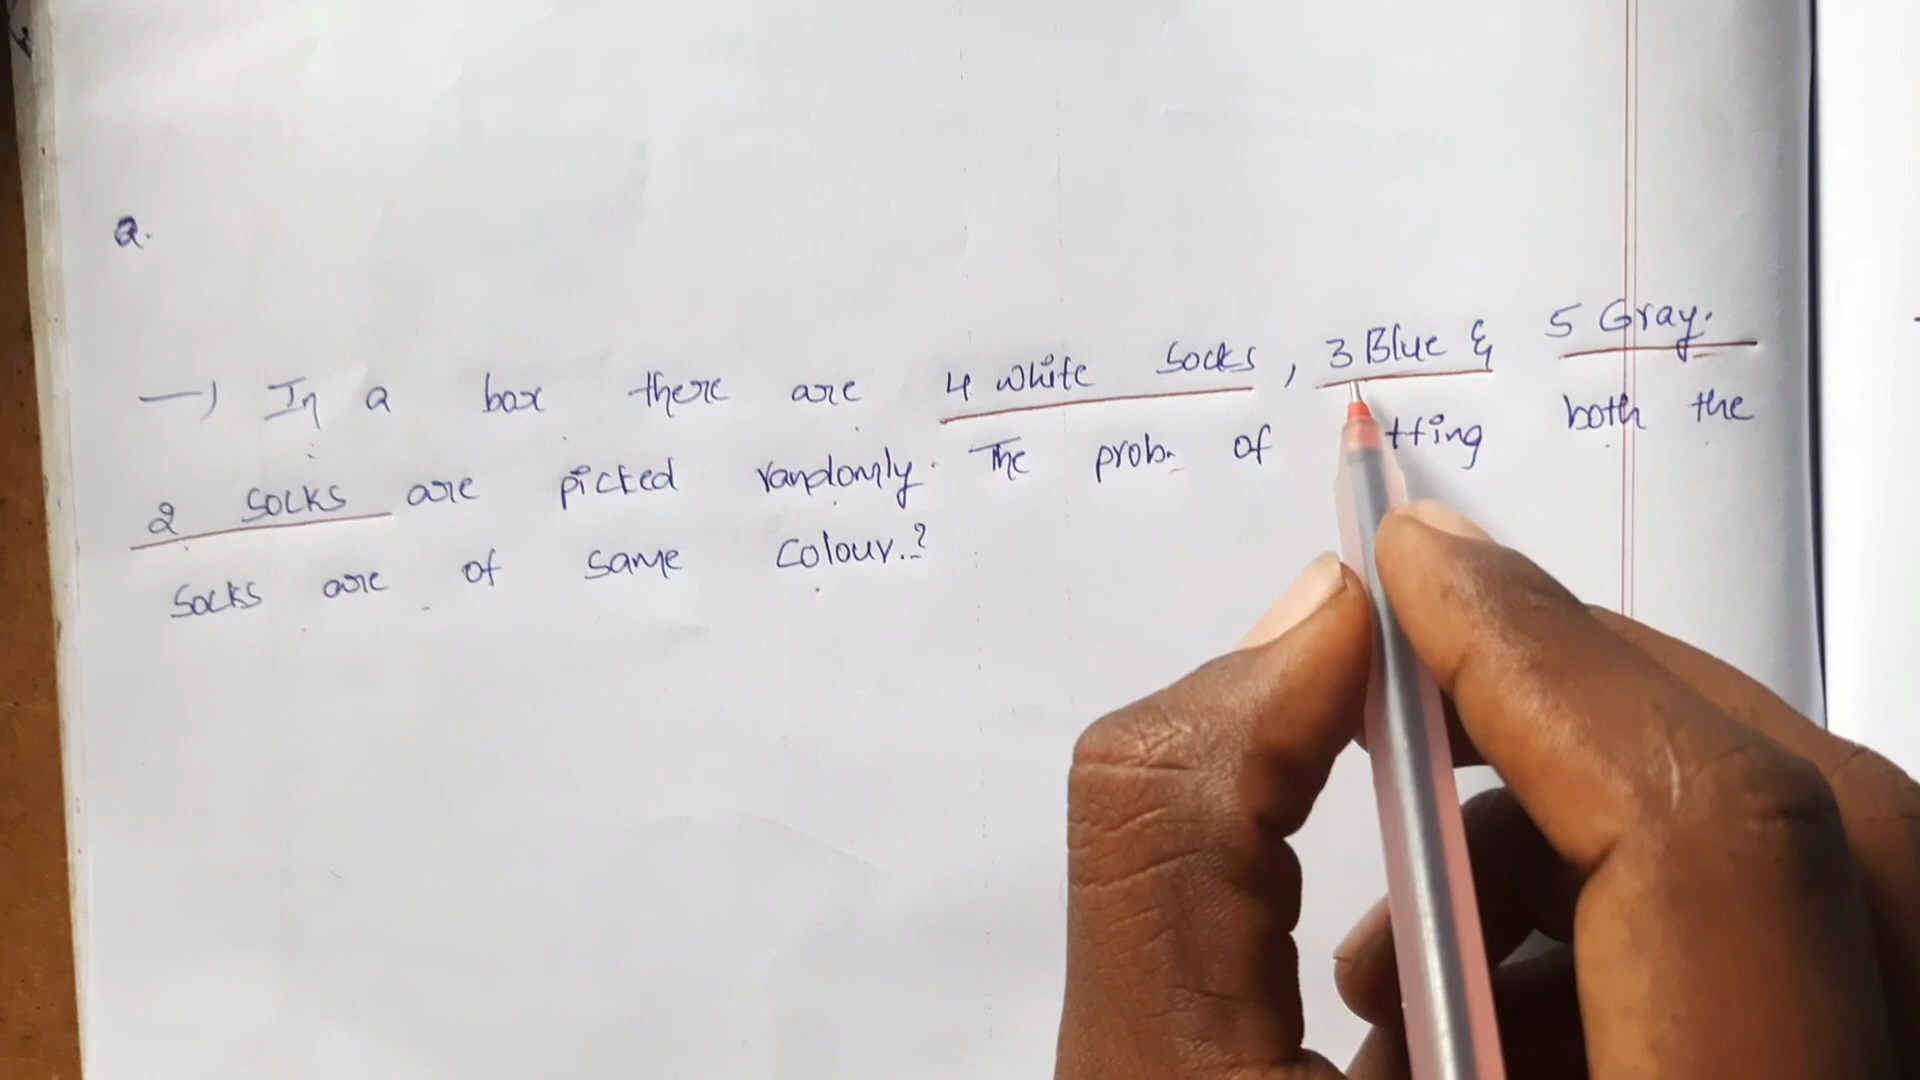 Q.
—) In a box there are 4 white socks, 3 Blue & 5 Gray.
2 socks are picked randomly. The prob. of tting both the
socks are of same colour.?